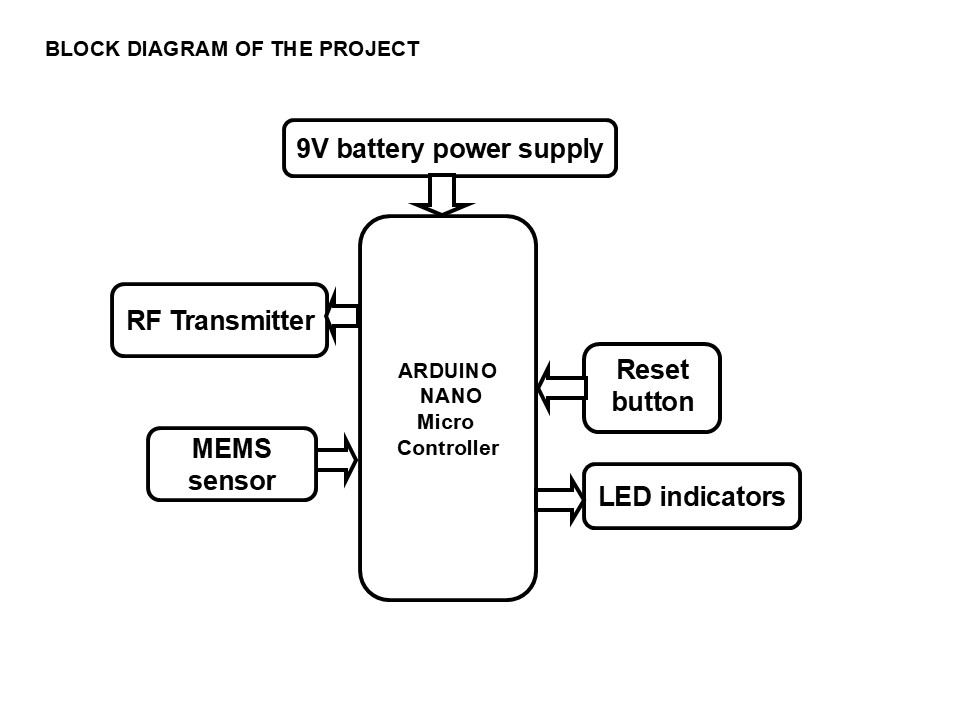 BLOCK DIAGRAM OF THE PROJECT
9V battery power supply
RF Transmitter
MEMS
sensor
ARDUINO
NANO
Micro
Controller
Reset
button
LED indicators